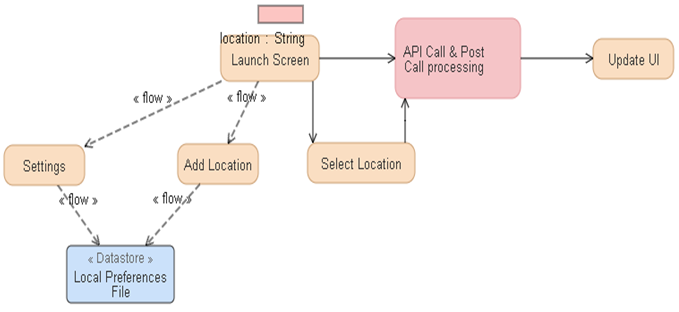 location : String
Launch Screen
API Call & Post
Call processing
Update UI
« flow »
« flow »
Settings
Add Location
Select Location
« flow »
« flow »
« Datastore »
Local Preferences
File